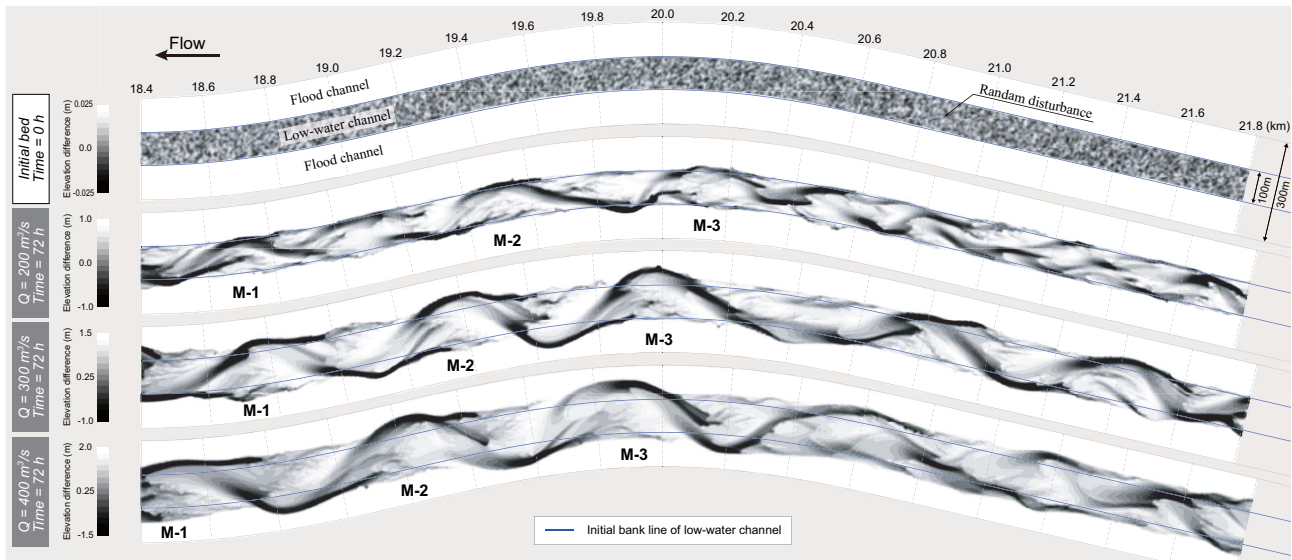 Flow
18.4
18.6
18.8
19.0
19.2
19.4
19.6
19.8
20.0
20.2
20.4
20.6
20.8
21.0
21.2
21.4
21.6
21.8 (km)
Initial bed
Time = 0 h
Elevation difference (m)
0.025
0.0
-0.025
Flood channel
Low-water channel
Flood channel
Randam disturbance
100m
300m
Q = 200 m³/s
Time = 72 h
Elevation difference (m)
1.0
0.0
-1.0
M-1
M-2
M-3
Q = 300 m³/s
Time = 72 h
Elevation difference (m)
1.5
0.25
-1.0
M-1
M-2
M-3
Q = 400 m³/s
Time = 72 h
Elevation difference (m)
2.0
0.25
-1.5
M-1
M-2
M-3
Initial bank line of low-water channel